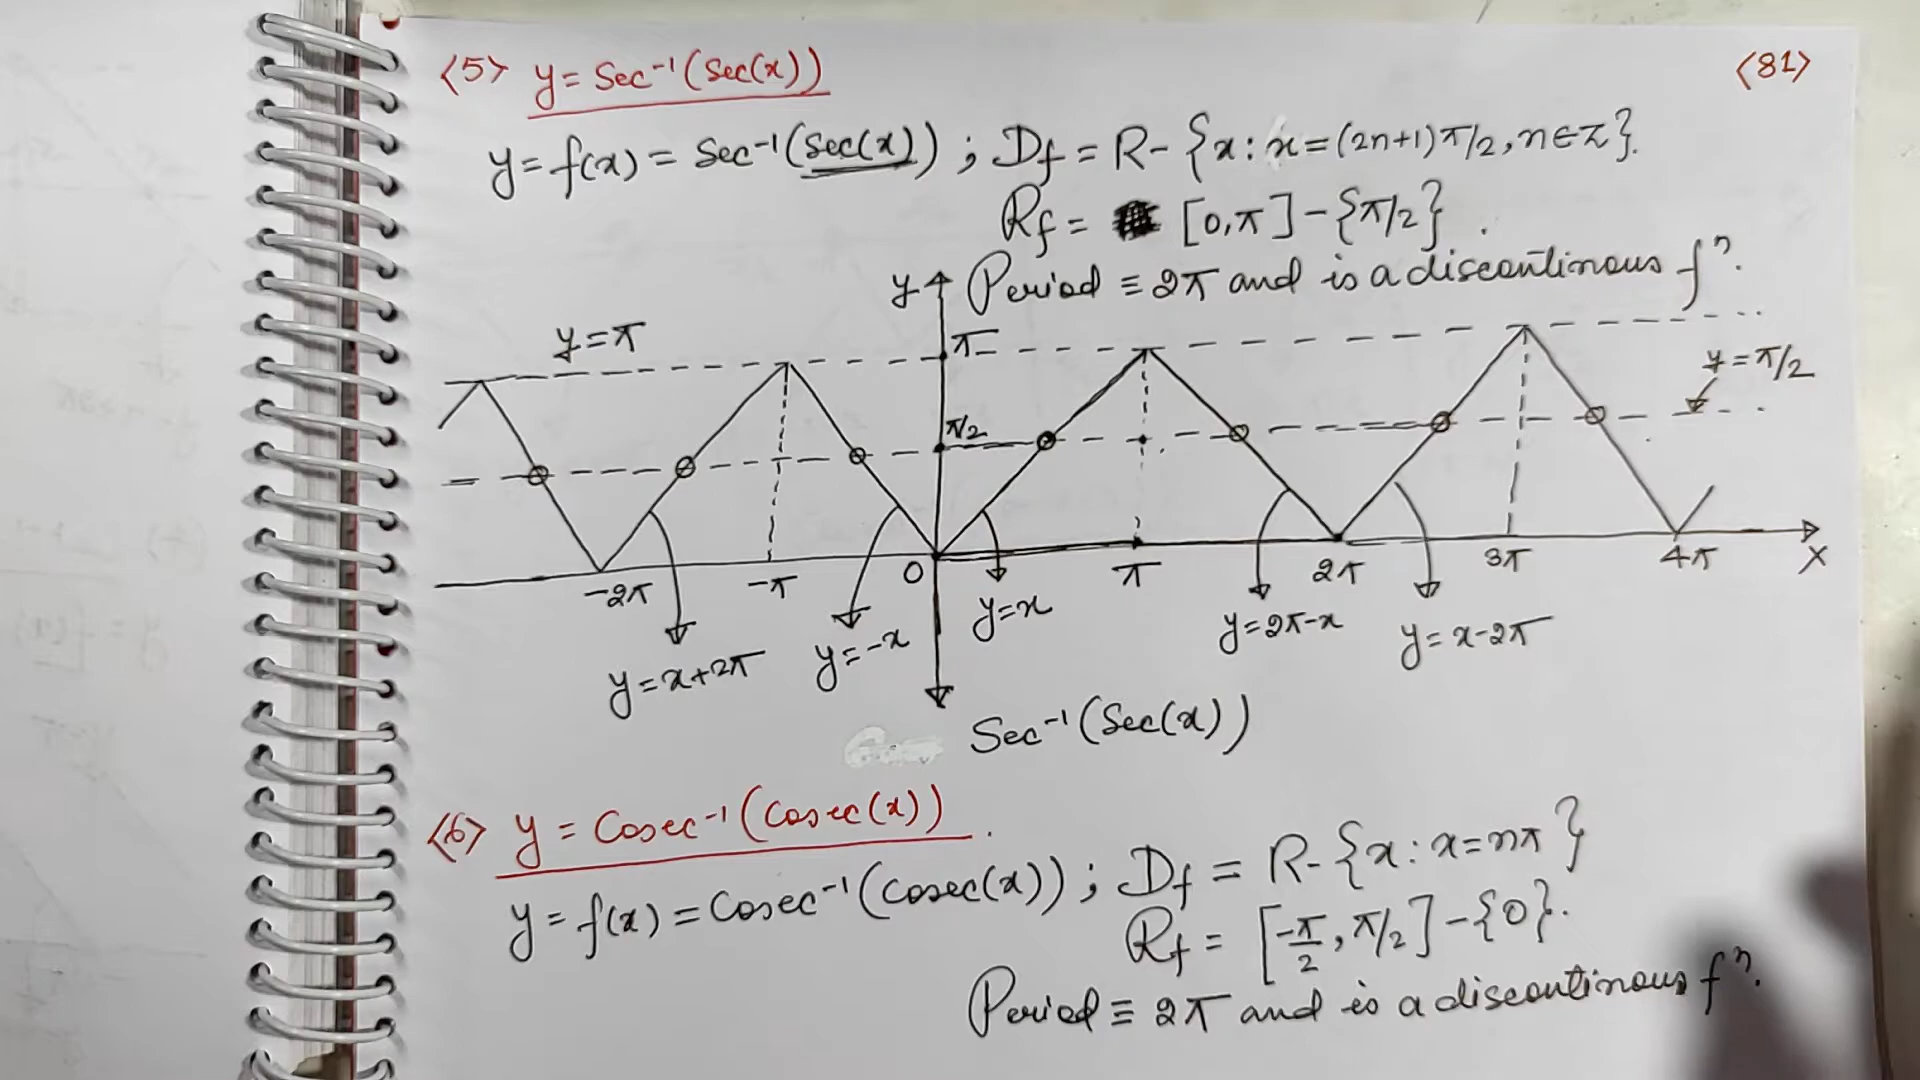 <5> y = Sec⁻¹(Sec(x))
<81>
y = f(x) = Sec⁻¹(Sec(x)) ; Df = R - {x : x = (2n+1)π/2, n∈Z}.
Rf = [0, π] - {π/2}.
Period ≡ 2π and is a discontinous fⁿ.
y
y = π
π
y = π/2
π/2
-2π -π 0 π 2π 3π 4π X
y = x+2π y = -x y = x y = 2π-x y = x-2π
Sec⁻¹(Sec(x))
<6> y = Cosec⁻¹(Cosec(x)).
y = f(x) = Cosec⁻¹(Cosec(x)) ; Df = R - {x : x = nπ}
Rf = [-π/2, π/2] - {0}.
Period ≡ 2π and is a discontinous fⁿ.